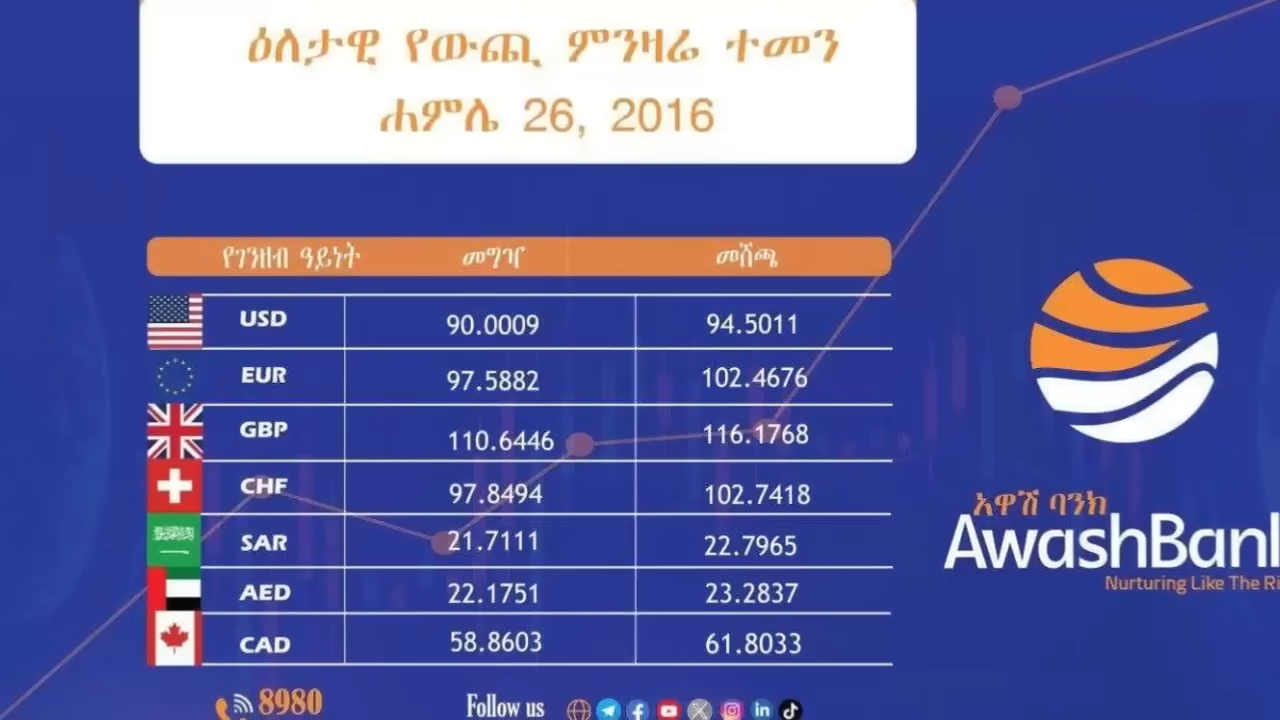 ዕለታዊ የውጪ ምንዛሬ ተመን
ሐምሌ 26, 2016
የገንዘብ ዓይነት መግዣ መሸጫ
USD 90.0009 94.5011
EUR 97.5882 102.4676
GBP 110.6446 116.1768
CHF 97.8494 102.7418
SAR 21.7111 22.7965
AED 22.1751 23.2837
CAD 58.8603 61.8033
አዋሽ ባንክ
AwashBank
Nurturing Like The Ri
8980 Follow us